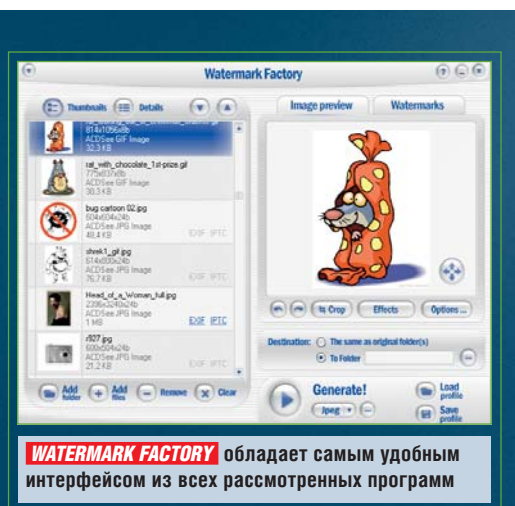 Watermark Factory
Thumbnails Details
Image preview Watermarks
814x1056x8b
ACDSee GIF Image
32.3 KB
rat_with_chocolate_1st-prize.gif
775x837x8b
ACDSee GIF Image
30.3 KB
bug cartoon 02.jpg
604x604x24b
ACDSee JPG Image
48,4 KB
EXIF IPTC
shrek1_gif.jpg
614x800x24b
ACDSee JPG Image
76.7 KB
EXIF IPTC
Head_of_a_Woman_full.jpg
2396x3240x24b
ACDSee JPG Image
1 MB
EXIF IPTC
r927.jpg
600x504x24b
ACDSee JPG Image
21.2 KB
EXIF IPTC
Add folder
Add files
Remove
Clear
Crop Effects Options ...
Destination: The same as original folder(s)
To Folder
Generate!
Jpeg
Load profile
Save profile
WATERMARK FACTORY обладает самым удобным
интерфейсом из всех рассмотренных программ